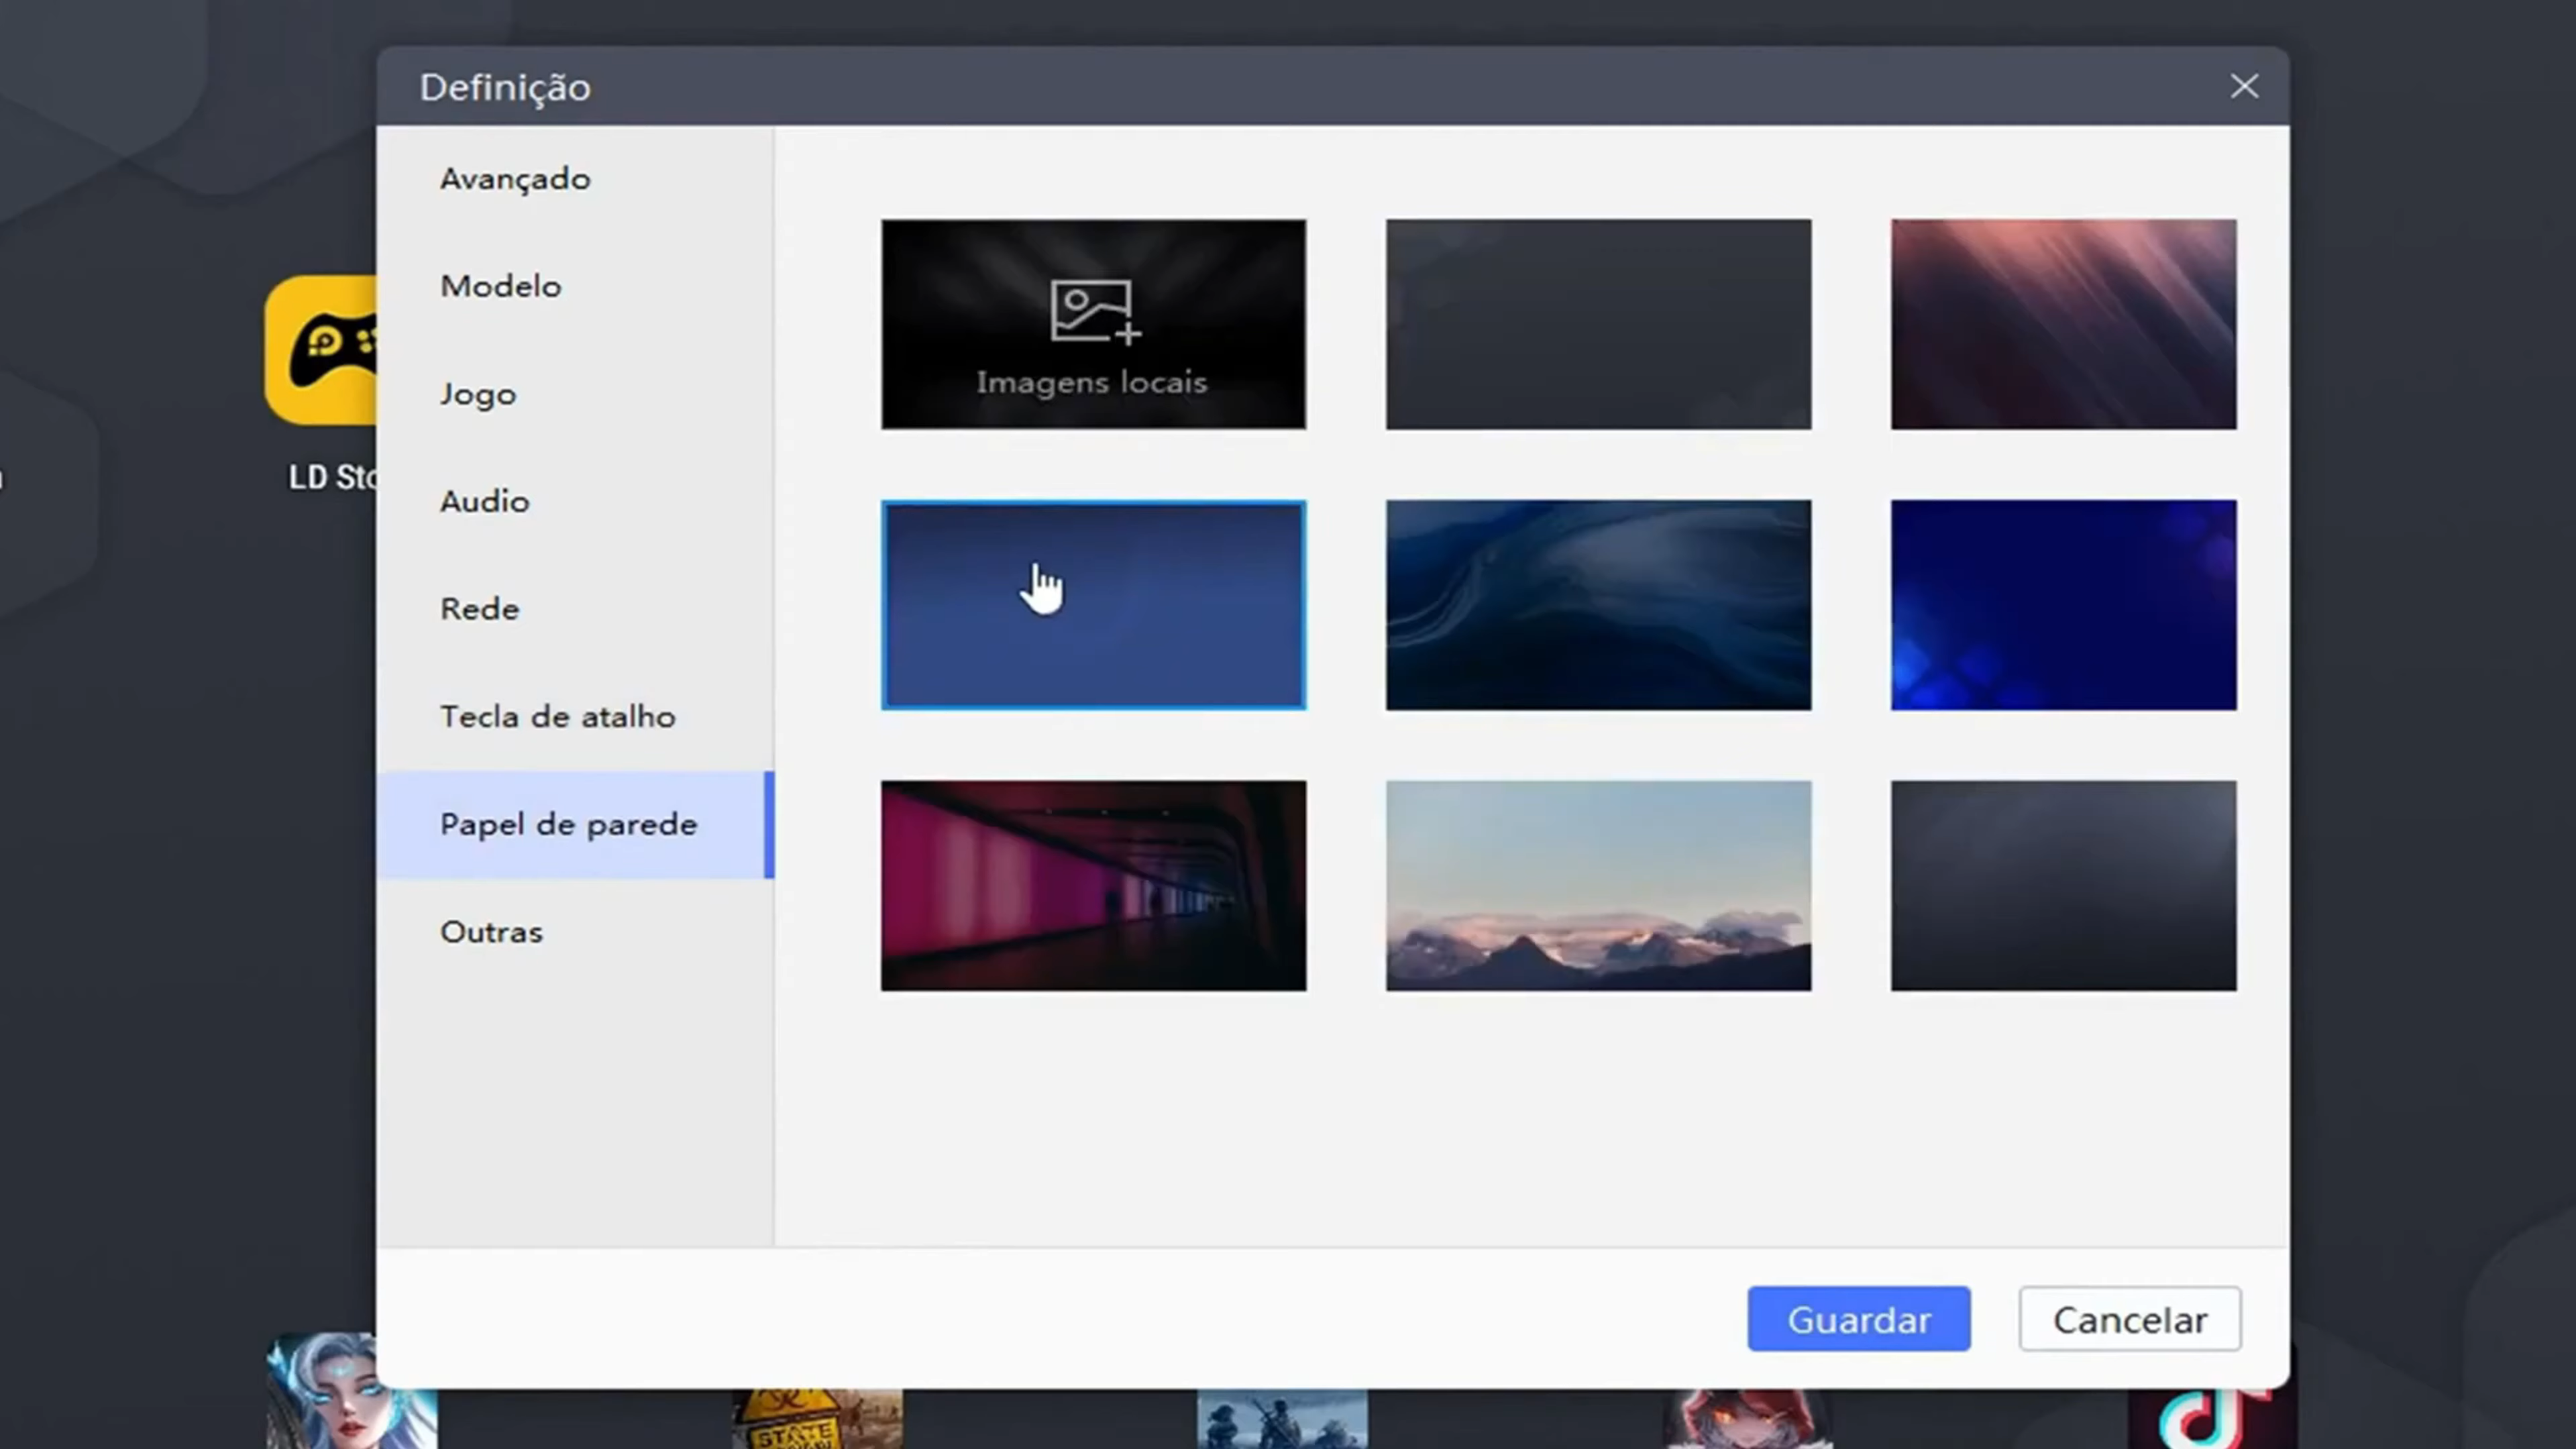 Definição
Avançado
Modelo
Jogo
Audio
Rede
Tecla de atalho
Papel de parede
Outras
Imagens locais
LD Sto
STATE
Guardar
Cancelar